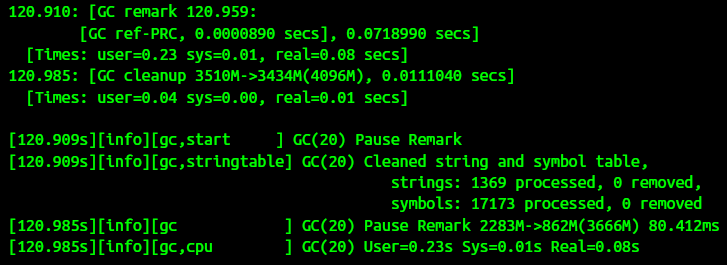 120.910: [GC remark 120.959:
[GC ref-PRC, 0.0000890 secs], 0.0718990 secs]
[Times: user=0.23 sys=0.01, real=0.08 secs]
120.985: [GC cleanup 3510M->3434M(4096M), 0.0111040 secs]
[Times: user=0.04 sys=0.00, real=0.01 secs]
[120.909s][info][gc,start     ] GC(20) Pause Remark
[120.909s][info][gc,stringtable] GC(20) Cleaned string and symbol table,
strings: 1369 processed, 0 removed,
symbols: 17173 processed, 0 removed
[120.985s][info][gc            ] GC(20) Pause Remark 2283M->862M(3666M) 80.412ms
[120.985s][info][gc,cpu        ] GC(20) User=0.23s Sys=0.01s Real=0.08s